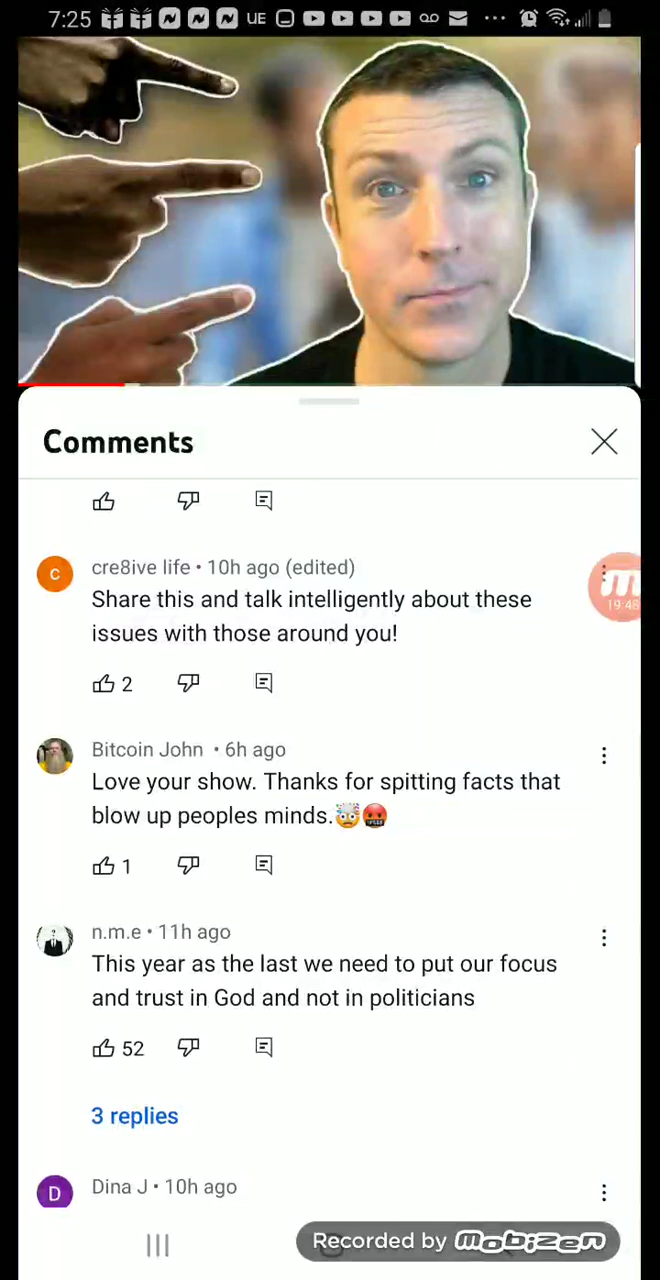 7:25 UE
Comments
cre8ive life • 10h ago (edited)
Share this and talk intelligently about these
issues with those around you!
2
Bitcoin John • 6h ago
Love your show. Thanks for spitting facts that
blow up peoples minds.🤯🤬
1
n.m.e • 11h ago
This year as the last we need to put our focus
and trust in God and not in politicians
52
3 replies
Dina J • 10h ago
C
D
m
19:48
Recorded by mobizen